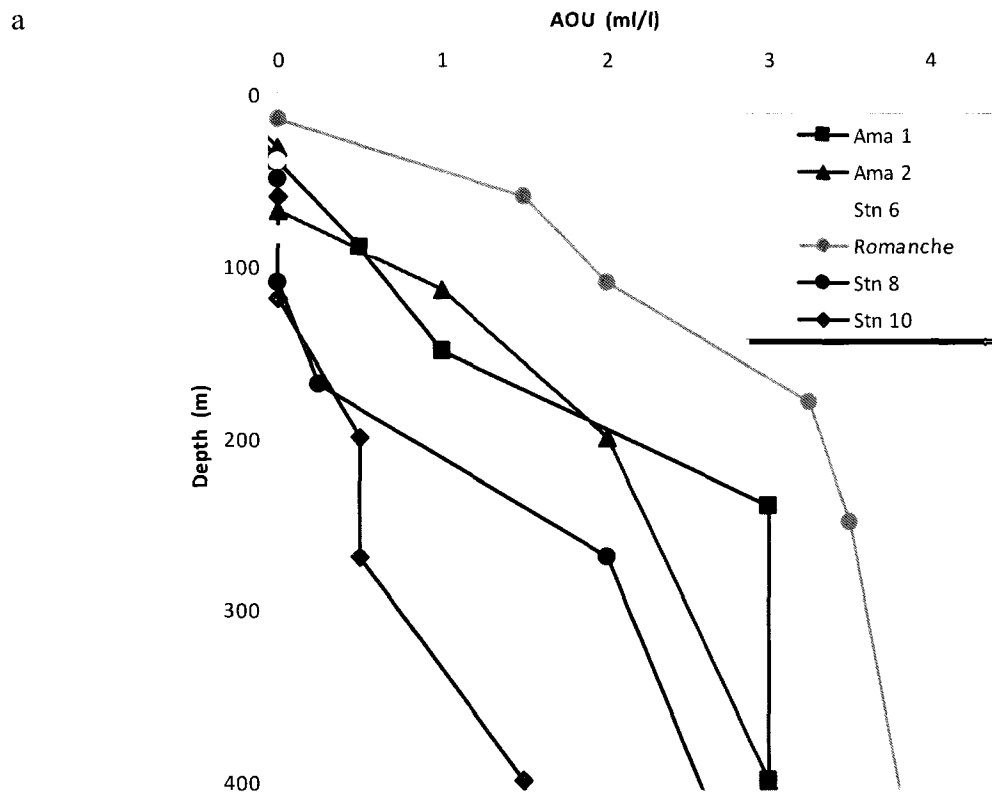 a
AOU (ml/l)
0 1 2 3 4
0
100
200
300
400
Depth (m)
Ama 1
Ama 2
Stn 6
Romanche
Stn 8
Stn 10